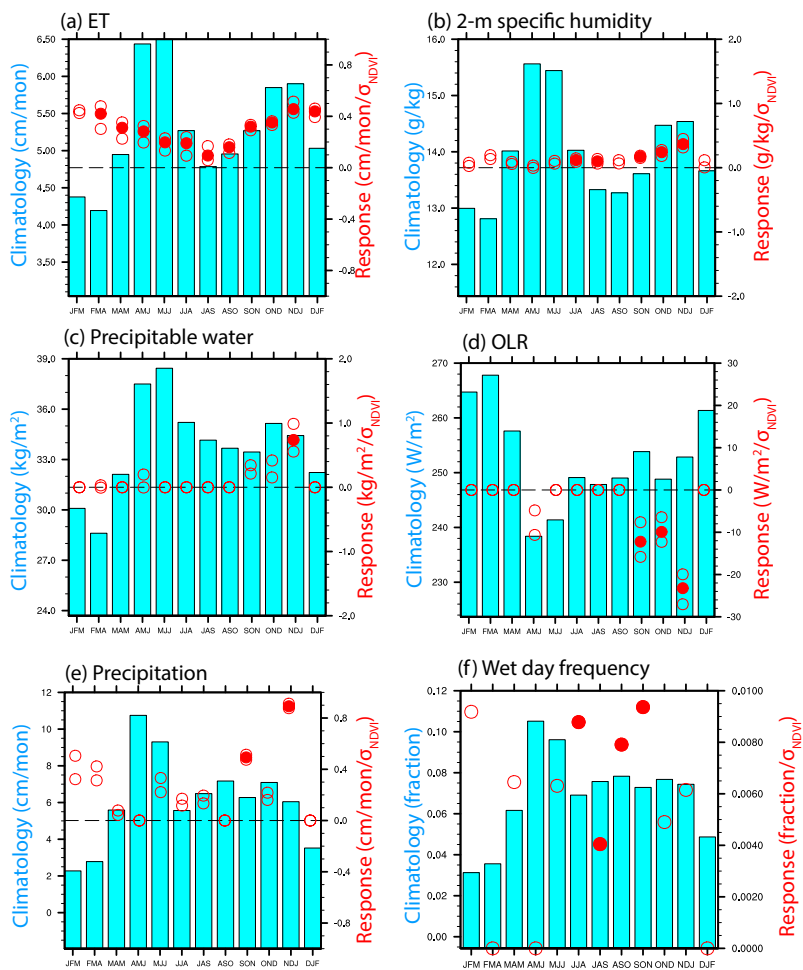 (a) ET
6.50
5.50
4.50
3.50
Climatology (cm/mon)
0.8
0.4
0.0
-0.4
-0.8
Response (cm/mon/σNDVI)
JFM FMA MAM AMJ MJJ JJA JAS ASO SON OND NDJ DJF
(b) 2-m specific humidity
16.0
15.0
14.0
13.0
12.0
Climatology (g/kg)
2.0
1.0
0.0
-1.0
-2.0
Response (g/kg/σNDVI)
JFM FMA MAM AMJ MJJ JJA JAS ASO SON OND NDJ DJF
(c) Precipitable water
39.0
36.0
33.0
30.0
27.0
24.0
Climatology (kg/m²)
2.0
1.0
0.0
-1.0
-2.0
Response (kg/m²/σNDVI)
JFM FMA MAM AMJ MJJ JJA JAS ASO SON OND NDJ DJF
(d) OLR
270
260
250
240
230
Climatology (W/m²)
30
20
10
0
-10
-20
-30
Response (W/m²/σNDVI)
JFM FMA MAM AMJ MJJ JJA JAS ASO SON OND NDJ DJF
(e) Precipitation
12
10
8
6
4
2
0
Climatology (cm/mon)
0.8
0.4
0.0
-0.4
-0.8
Response (cm/mon/σNDVI)
JFM FMA MAM AMJ MJJ JJA JAS ASO SON OND NDJ DJF
(f) Wet day frequency
0.12
0.10
0.08
0.06
0.04
0.02
0.00
Climatology (fraction)
0.0100
0.0080
0.0060
0.0040
0.0020
0.0000
Response (fraction/σNDVI)
JFM FMA MAM AMJ MJJ JJA JAS ASO SON OND NDJ DJF